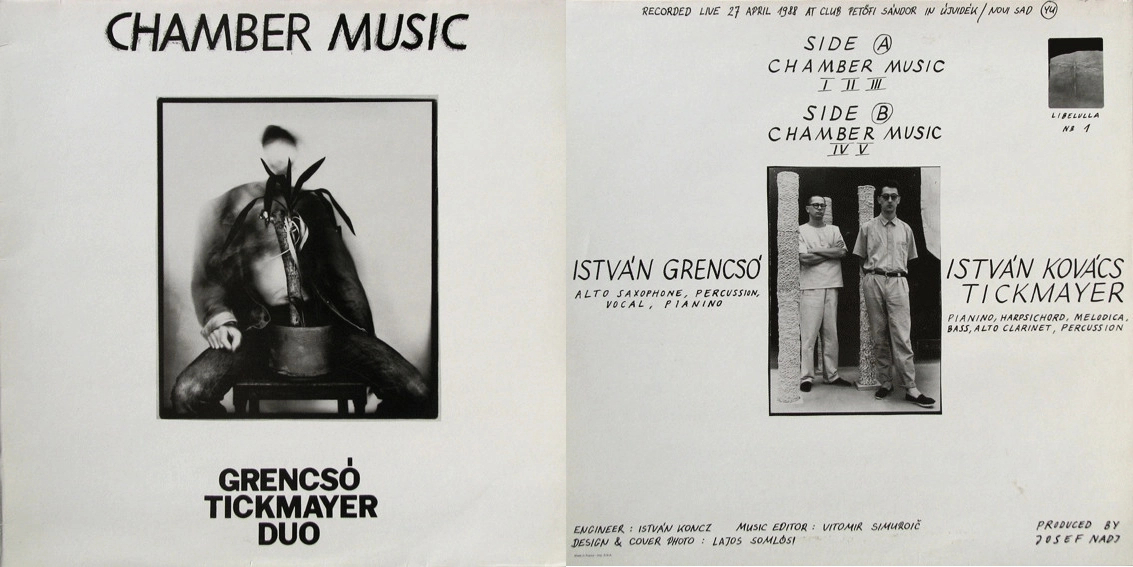 CHAMBER MUSIC
GRENCSÓ
TICKMAYER
DUO
RECORDED LIVE 27 APRIL 1988 AT CLUB PETŐFI SÁNDOR IN ÚJVIDÉK / NOVI SAD YU
SIDE A
CHAMBER MUSIC
I II III
SIDE B
CHAMBER MUSIC
IV V
LIBELULLA
NB 1
ISTVÁN GRENCSÓ
ALTO SAXOPHONE, PERCUSSION,
VOCAL, PIANINO
ISTVÁN KOVÁCS
TICKMAYER
PIANINO, HARPSICHORD, MELODICA,
BASS, ALTO CLARINET, PERCUSSION
ENGINEER : ISTVÁN KONCZ MUSIC EDITOR : VITOMIR SIMUROIČ
DESIGN & COVER PHOTO : LAJOS SOMLÓSI
PRODUCED BY
JOSEF NADJ